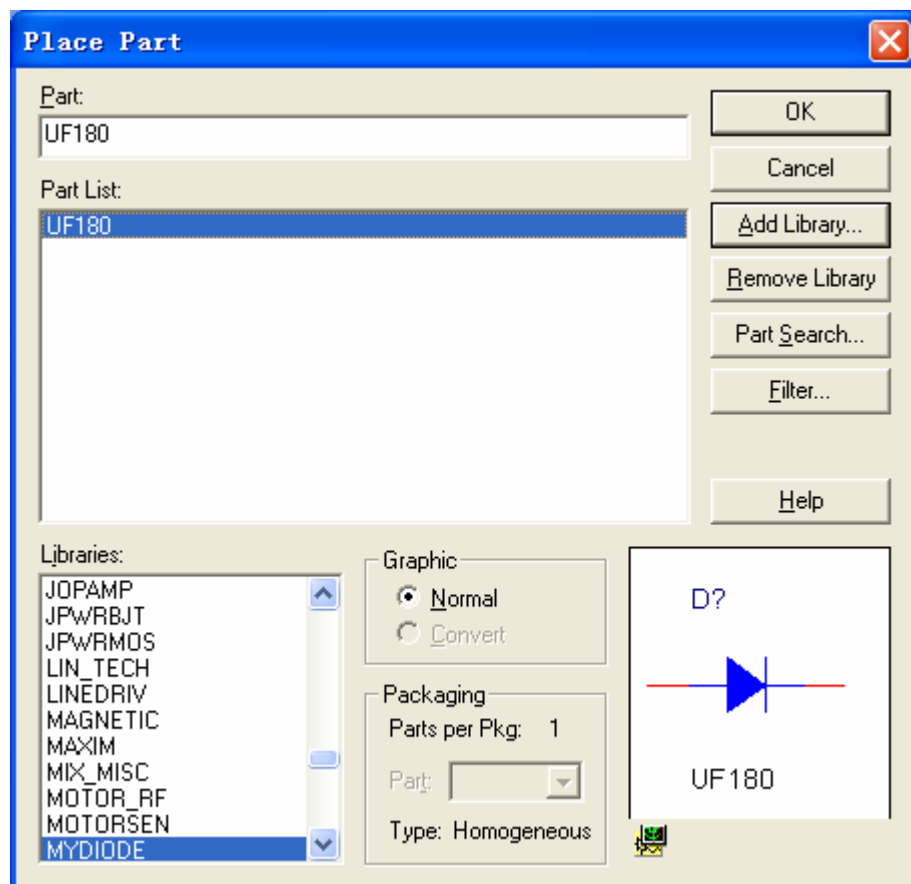 Place Part
Part:
UF180
Part List:
UF180
OK
Cancel
Add Library...
Remove Library
Part Search...
Filter...
Help
Libraries:
JOPAMP
JPWRBJT
JPWRMOS
LIN_TECH
LINEDRIV
MAGNETIC
MAXIM
MIX_MISC
MOTOR_RF
MOTORSEN
MYDIODE
Graphic
Normal
Convert
Packaging
Parts per Pkg: 1
Part:
Type: Homogeneous
D?
UF180